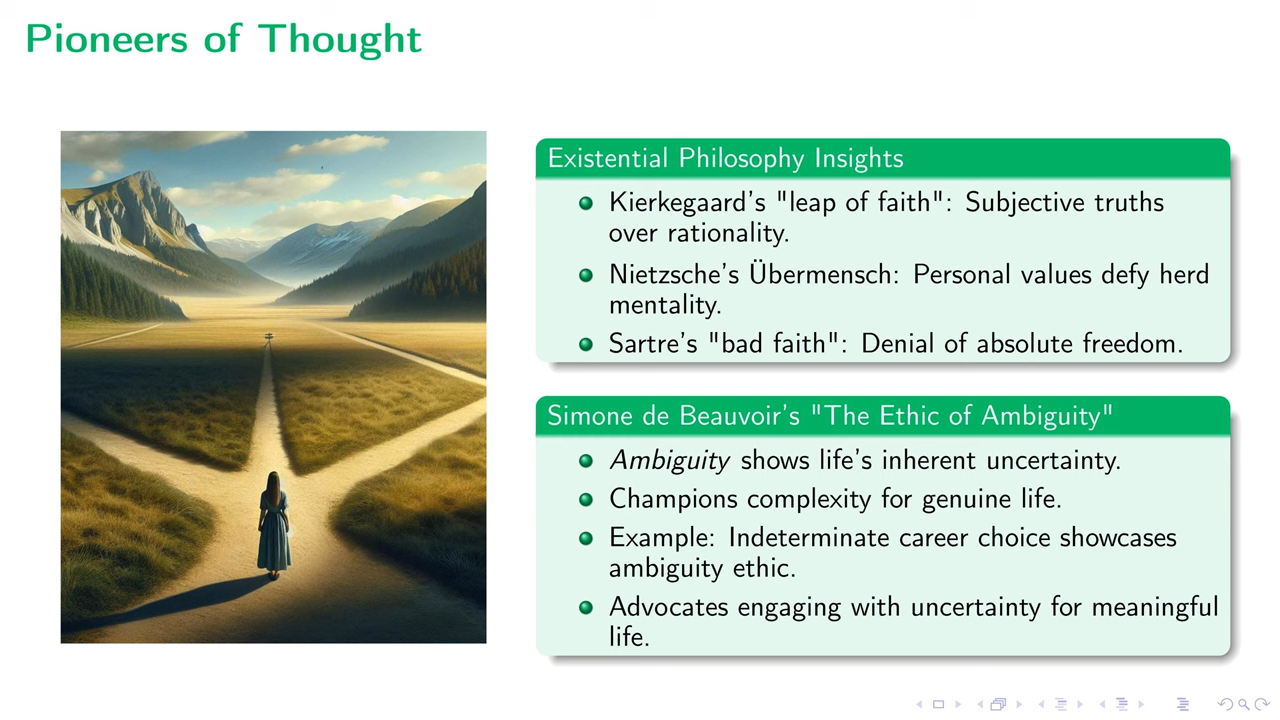 Pioneers of Thought
Existential Philosophy Insights
Kierkegaard's "leap of faith": Subjective truths
over rationality.
Nietzsche's Übermensch: Personal values defy herd
mentality.
Sartre's "bad faith": Denial of absolute freedom.
Simone de Beauvoir's "The Ethic of Ambiguity"
Ambiguity shows life's inherent uncertainty.
Champions complexity for genuine life.
Example: Indeterminate career choice showcases
ambiguity ethic.
Advocates engaging with uncertainty for meaningful
life.